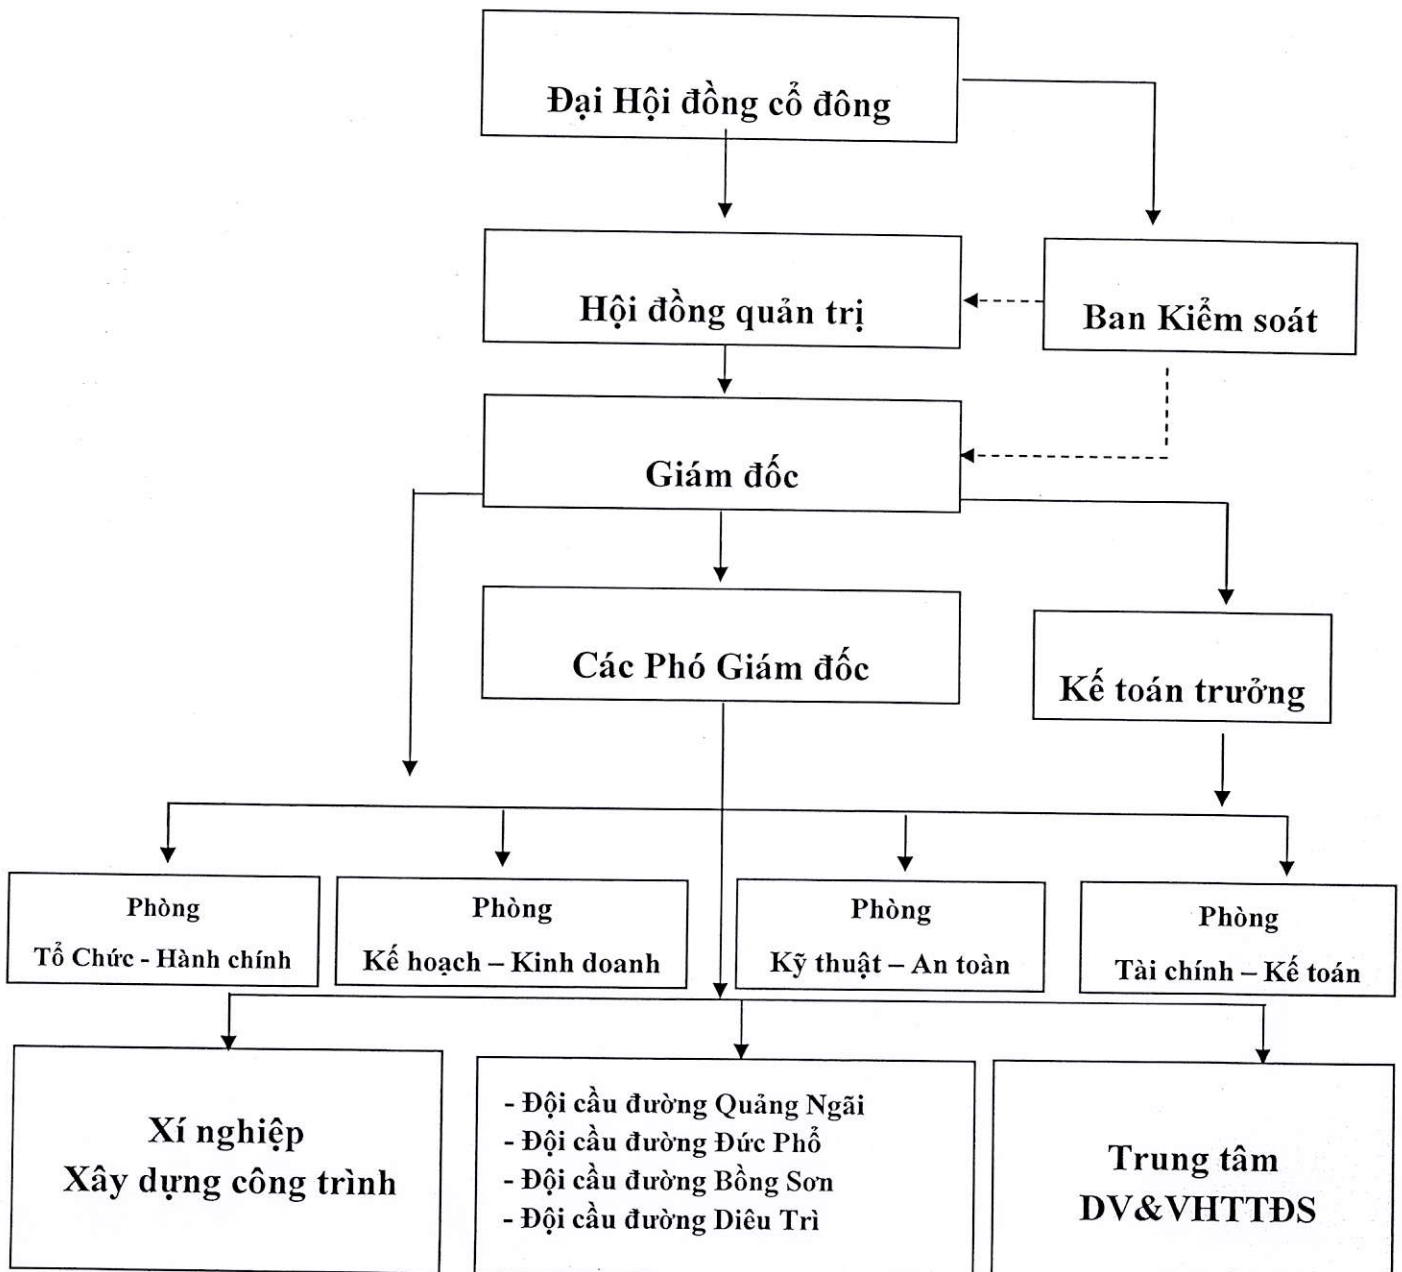 Đại Hội đồng cổ đông
Hội đồng quản trị
Ban Kiểm soát
Giám đốc
Các Phó Giám đốc
Kế toán trưởng
Phòng
Tổ Chức - Hành chính
Phòng
Kế hoạch – Kinh doanh
Phòng
Kỹ thuật – An toàn
Phòng
Tài chính – Kế toán
Xí nghiệp
Xây dựng công trình
- Đội cầu đường Quảng Ngãi
- Đội cầu đường Đức Phổ
- Đội cầu đường Bồng Sơn
- Đội cầu đường Diêu Trì
Trung tâm
DV&VHTTĐS